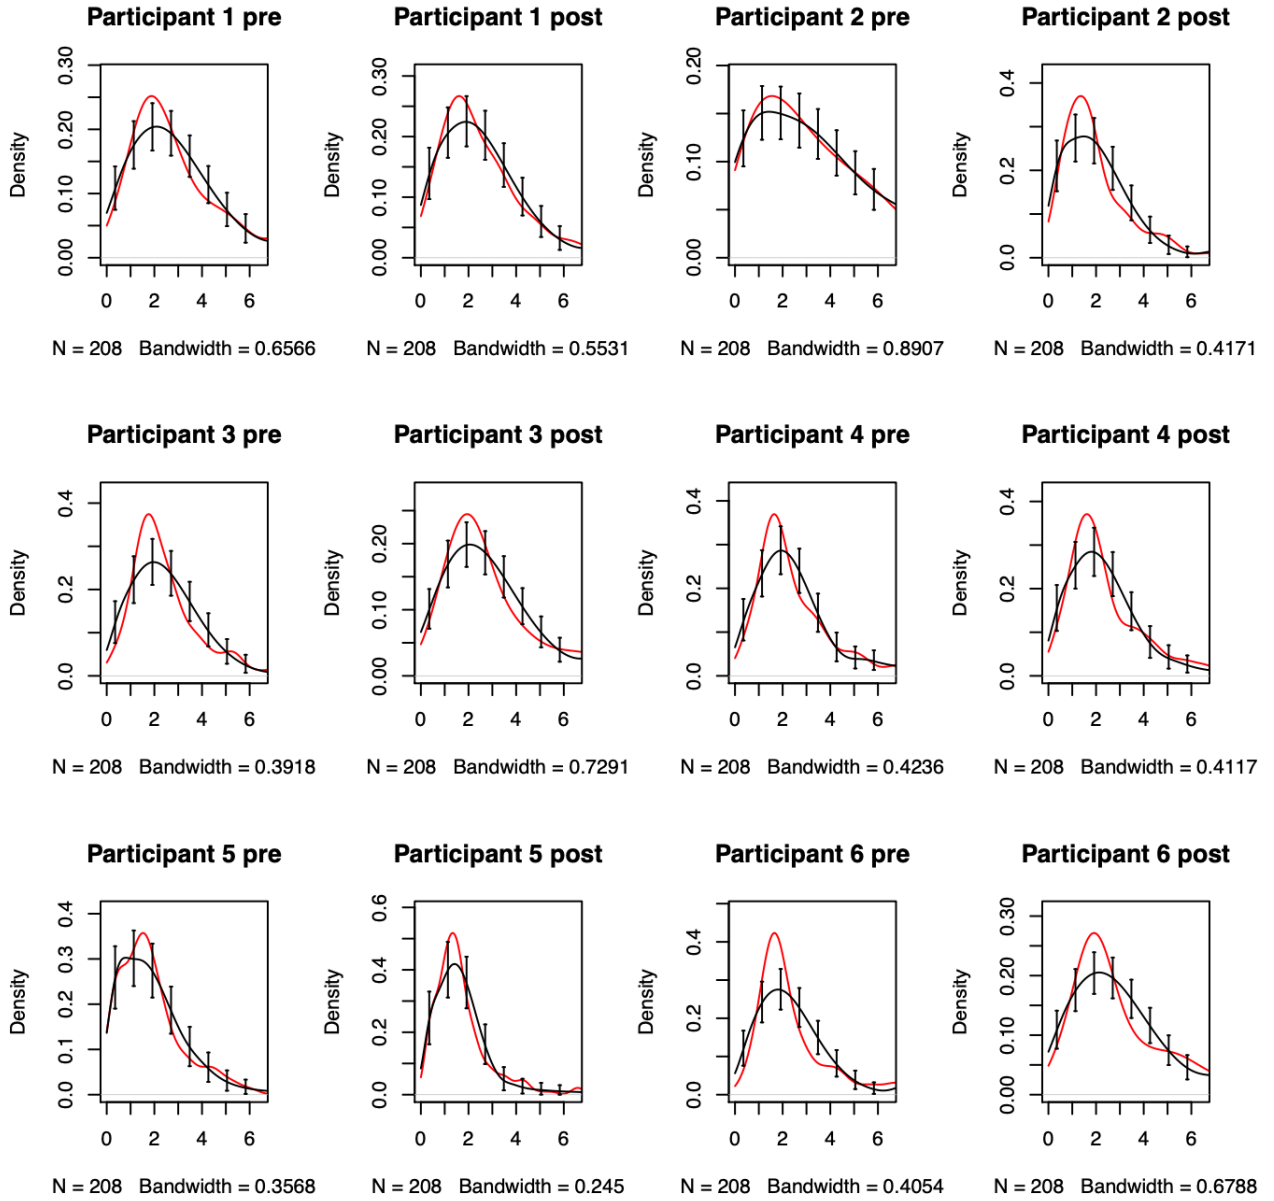 Participant 1 pre
Participant 1 post
Participant 2 pre
Participant 2 post
Density
0.00 0.10 0.20 0.30
0 2 4 6
N = 208 Bandwidth = 0.6566
Density
0.00 0.10 0.20 0.30
0 2 4 6
N = 208 Bandwidth = 0.5531
Density
0.00 0.10 0.20
0 2 4 6
N = 208 Bandwidth = 0.8907
Density
0.0 0.2 0.4
0 2 4 6
N = 208 Bandwidth = 0.4171
Participant 3 pre
Participant 3 post
Participant 4 pre
Participant 4 post
Density
0.0 0.2 0.4
0 2 4 6
N = 208 Bandwidth = 0.3918
Density
0.00 0.10 0.20
0 2 4 6
N = 208 Bandwidth = 0.7291
Density
0.0 0.2 0.4
0 2 4 6
N = 208 Bandwidth = 0.4236
Density
0.0 0.2 0.4
0 2 4 6
N = 208 Bandwidth = 0.4117
Participant 5 pre
Participant 5 post
Participant 6 pre
Participant 6 post
Density
0.0 0.1 0.2 0.3 0.4
0 2 4 6
N = 208 Bandwidth = 0.3568
Density
0.0 0.2 0.4 0.6
0 2 4 6
N = 208 Bandwidth = 0.245
Density
0.0 0.2 0.4
0 2 4 6
N = 208 Bandwidth = 0.4054
Density
0.00 0.10 0.20 0.30
0 2 4 6
N = 208 Bandwidth = 0.6788